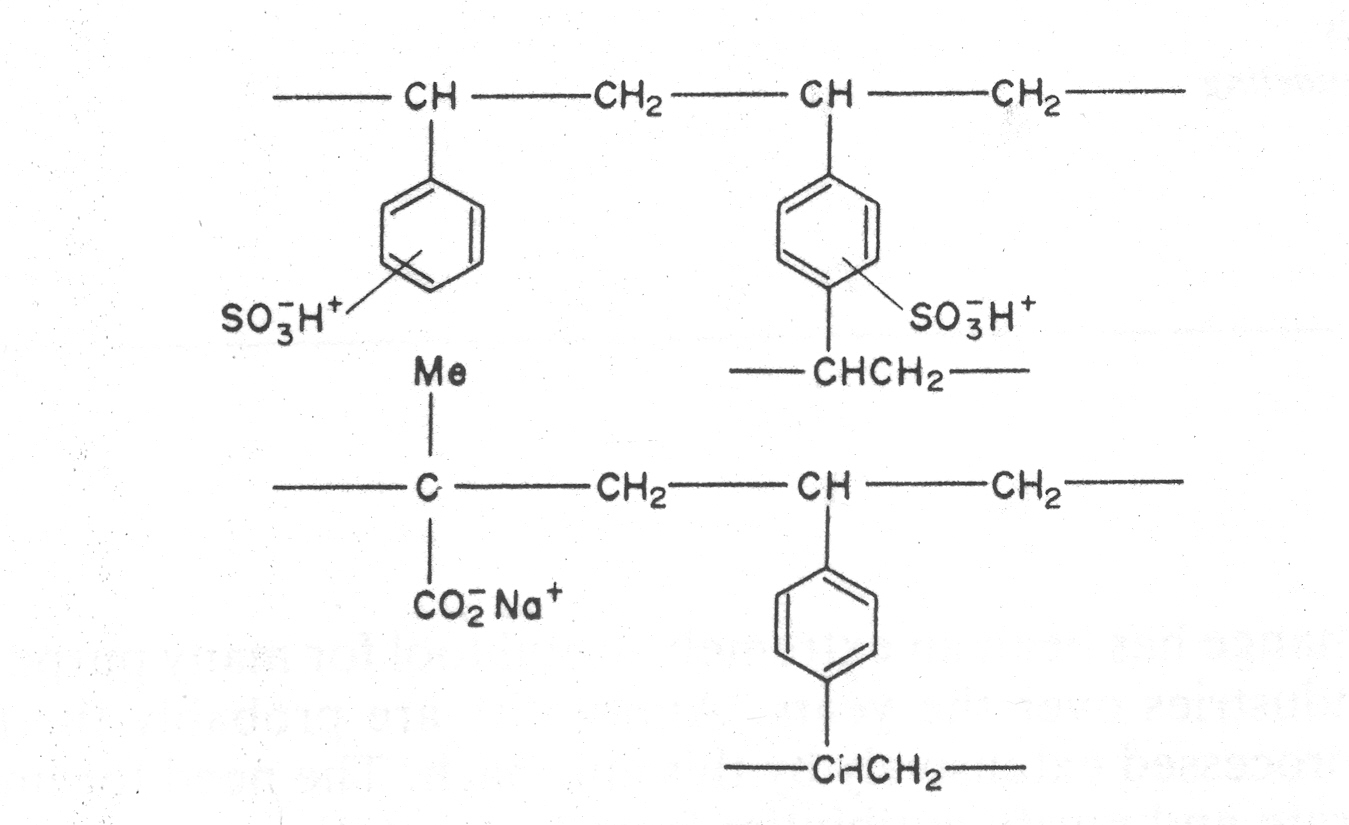 CH CH₂ CH CH₂
SO₃⁻H⁺ SO₃⁻H⁺
Me CHCH₂
C CH₂ CH CH₂
CO₂⁻Na⁺
CHCH₂